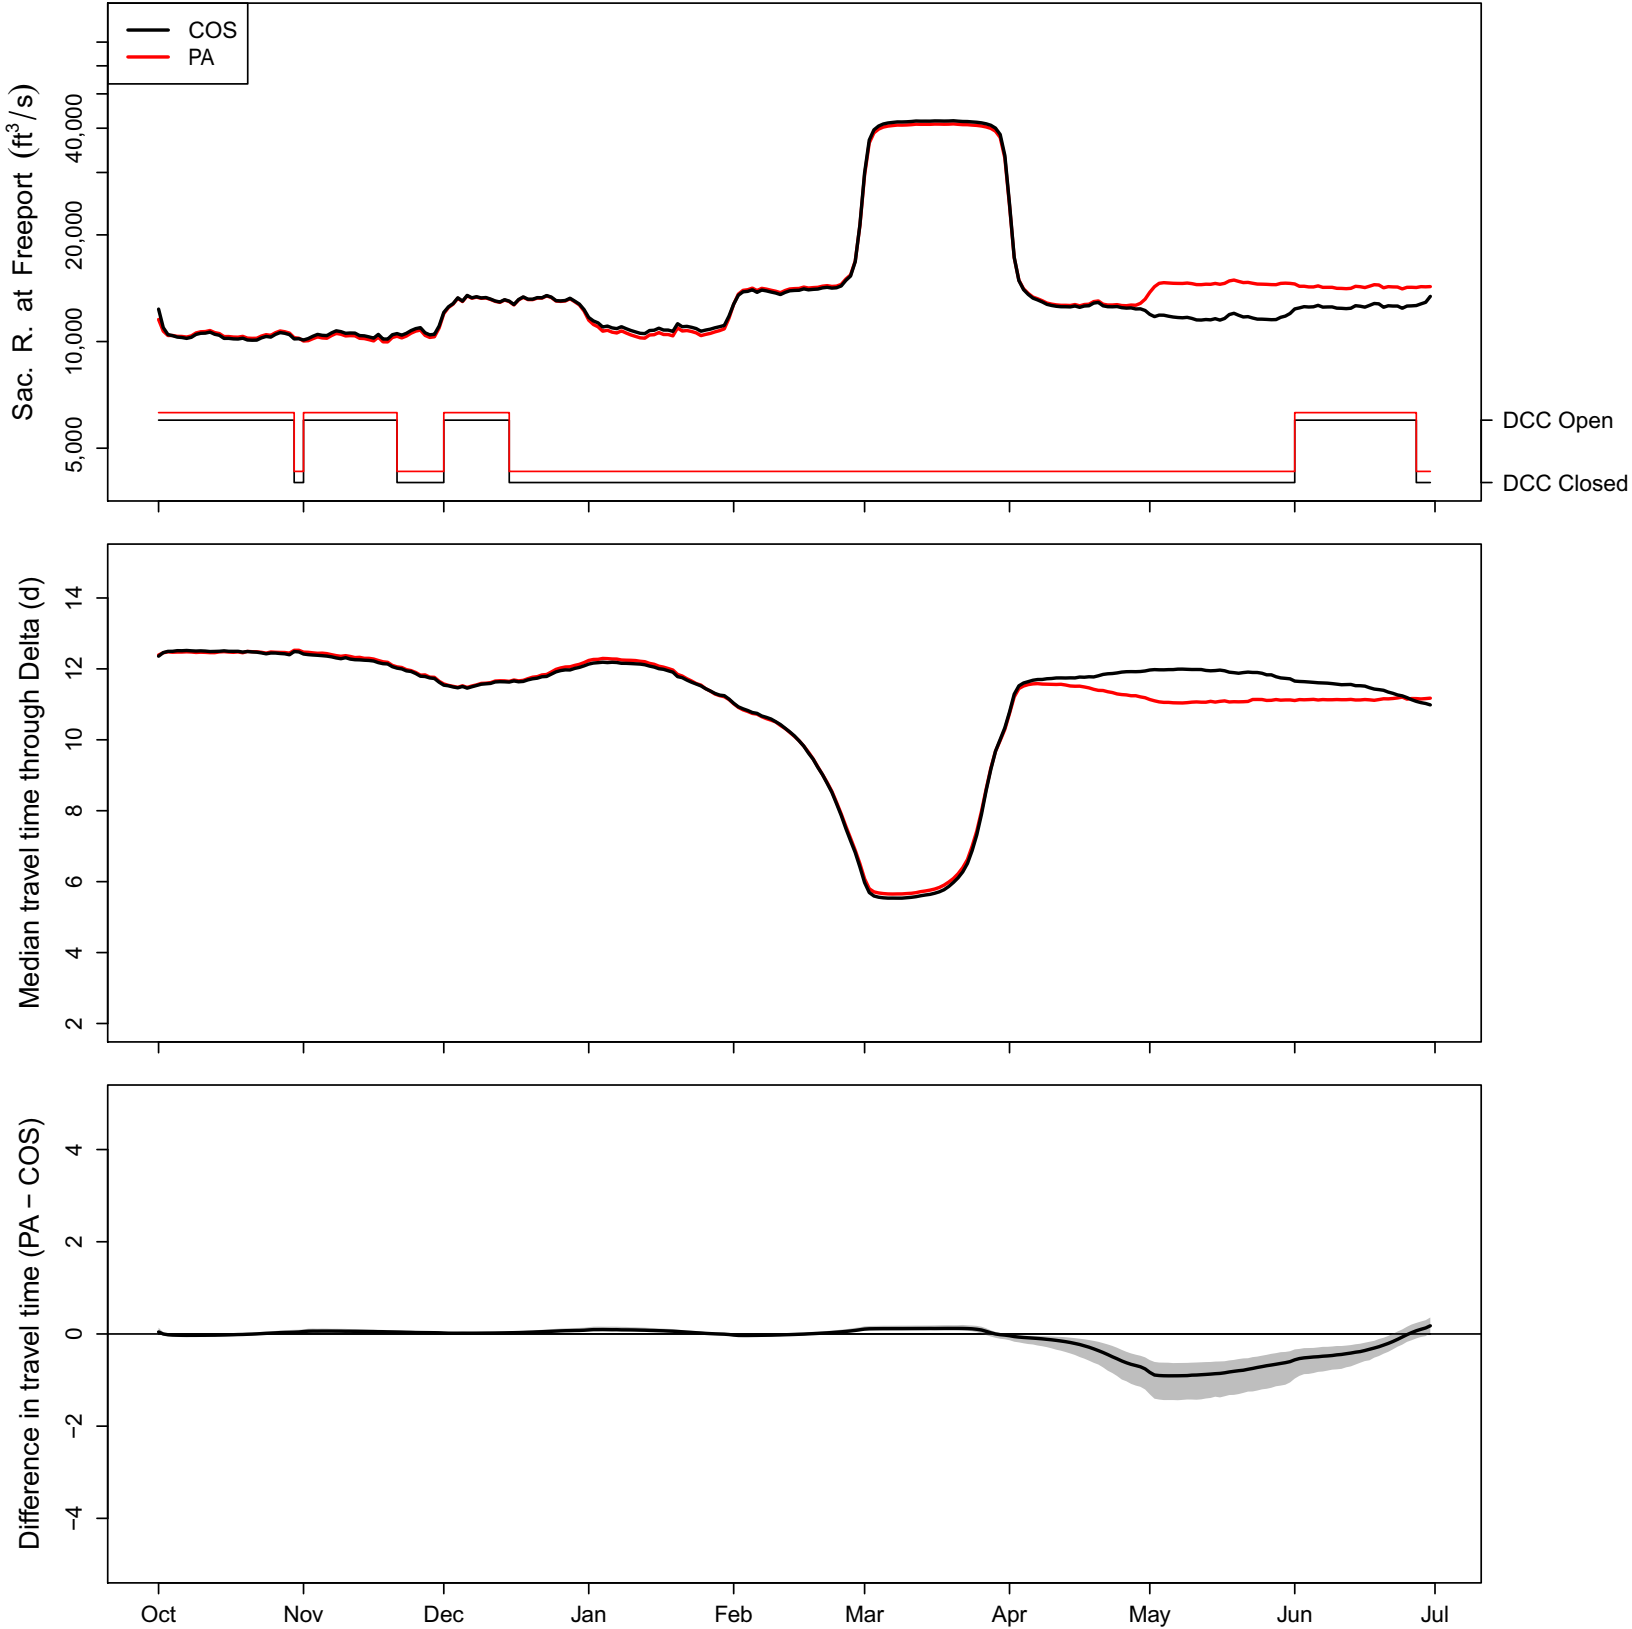 COS
PA
Sac. R. at Freeport (ft³/s)
40,000
20,000
10,000
5,000
DCC Open
DCC Closed
Median travel time through Delta (d)
14
12
10
8
6
4
2
Difference in travel time (PA − COS)
4
2
0
−2
−4
Oct Nov Dec Jan Feb Mar Apr May Jun Jul